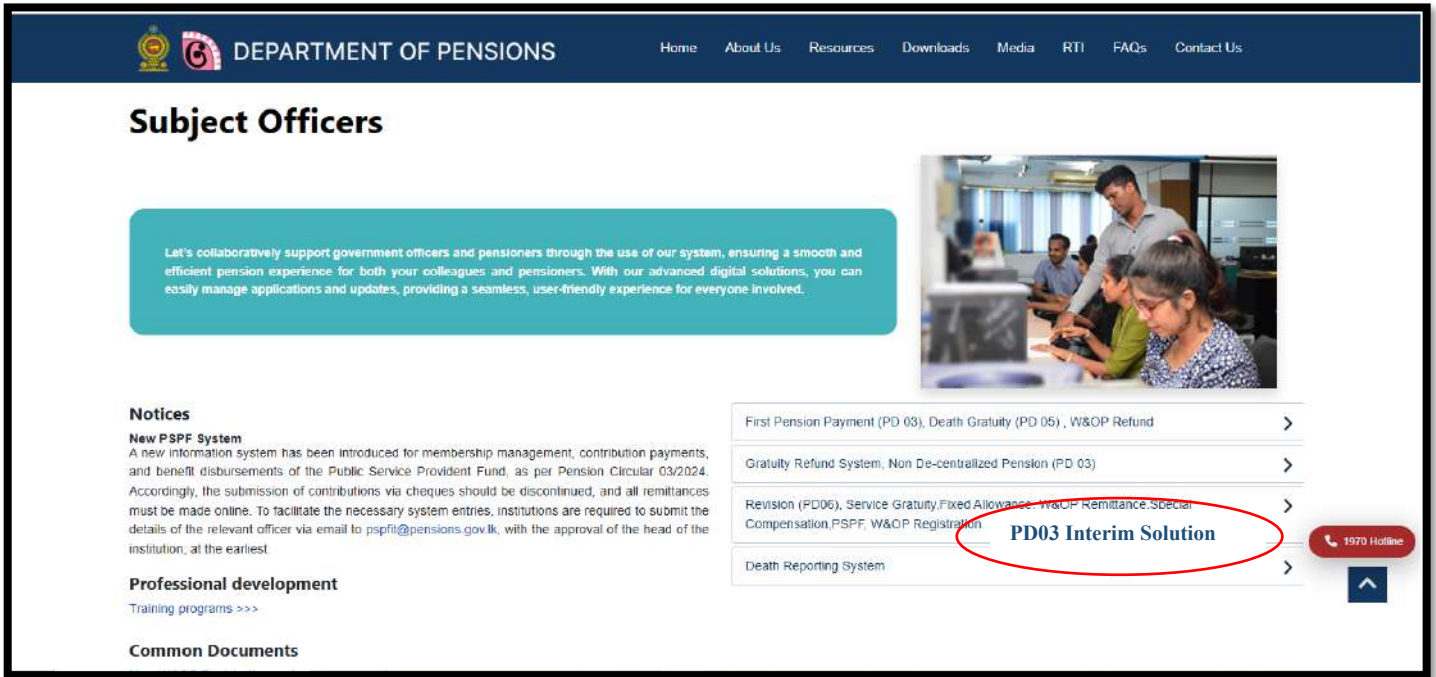 DEPARTMENT OF PENSIONS
Home About Us Resources Downloads Media RTI FAQs Contact Us
Subject Officers
Let's collaboratively support government officers and pensioners through the use of our system, ensuring a smooth and
efficient pension experience for both your colleagues and pensioners. With our advanced digital solutions, you can
easily manage applications and updates, providing a seamless, user-friendly experience for everyone involved.
Notices
New PSPF System
A new information system has been introduced for membership management, contribution payments,
and benefit disbursements of the Public Service Provident Fund, as per Pension Circular 03/2024.
Accordingly, the submission of contributions via cheques should be discontinued, and all remittances
must be made online. To facilitate the necessary system entries, institutions are required to submit the
details of the relevant officer via email to pspfit@pensions.gov.lk, with the approval of the head of the
institution, at the earliest.
Professional development
Training programs >>>
Common Documents
First Pension Payment (PD 03), Death Gratuity (PD 05) , W&OP Refund
Gratuity Refund System, Non De-centralized Pension (PD 03)
Revision (PD06), Service Gratuity,Fixed Allowance, W&OP Remittance,Special
Compensation,PSPF, W&OP Registration
PD03 Interim Solution
Death Reporting System
1970 Hotline